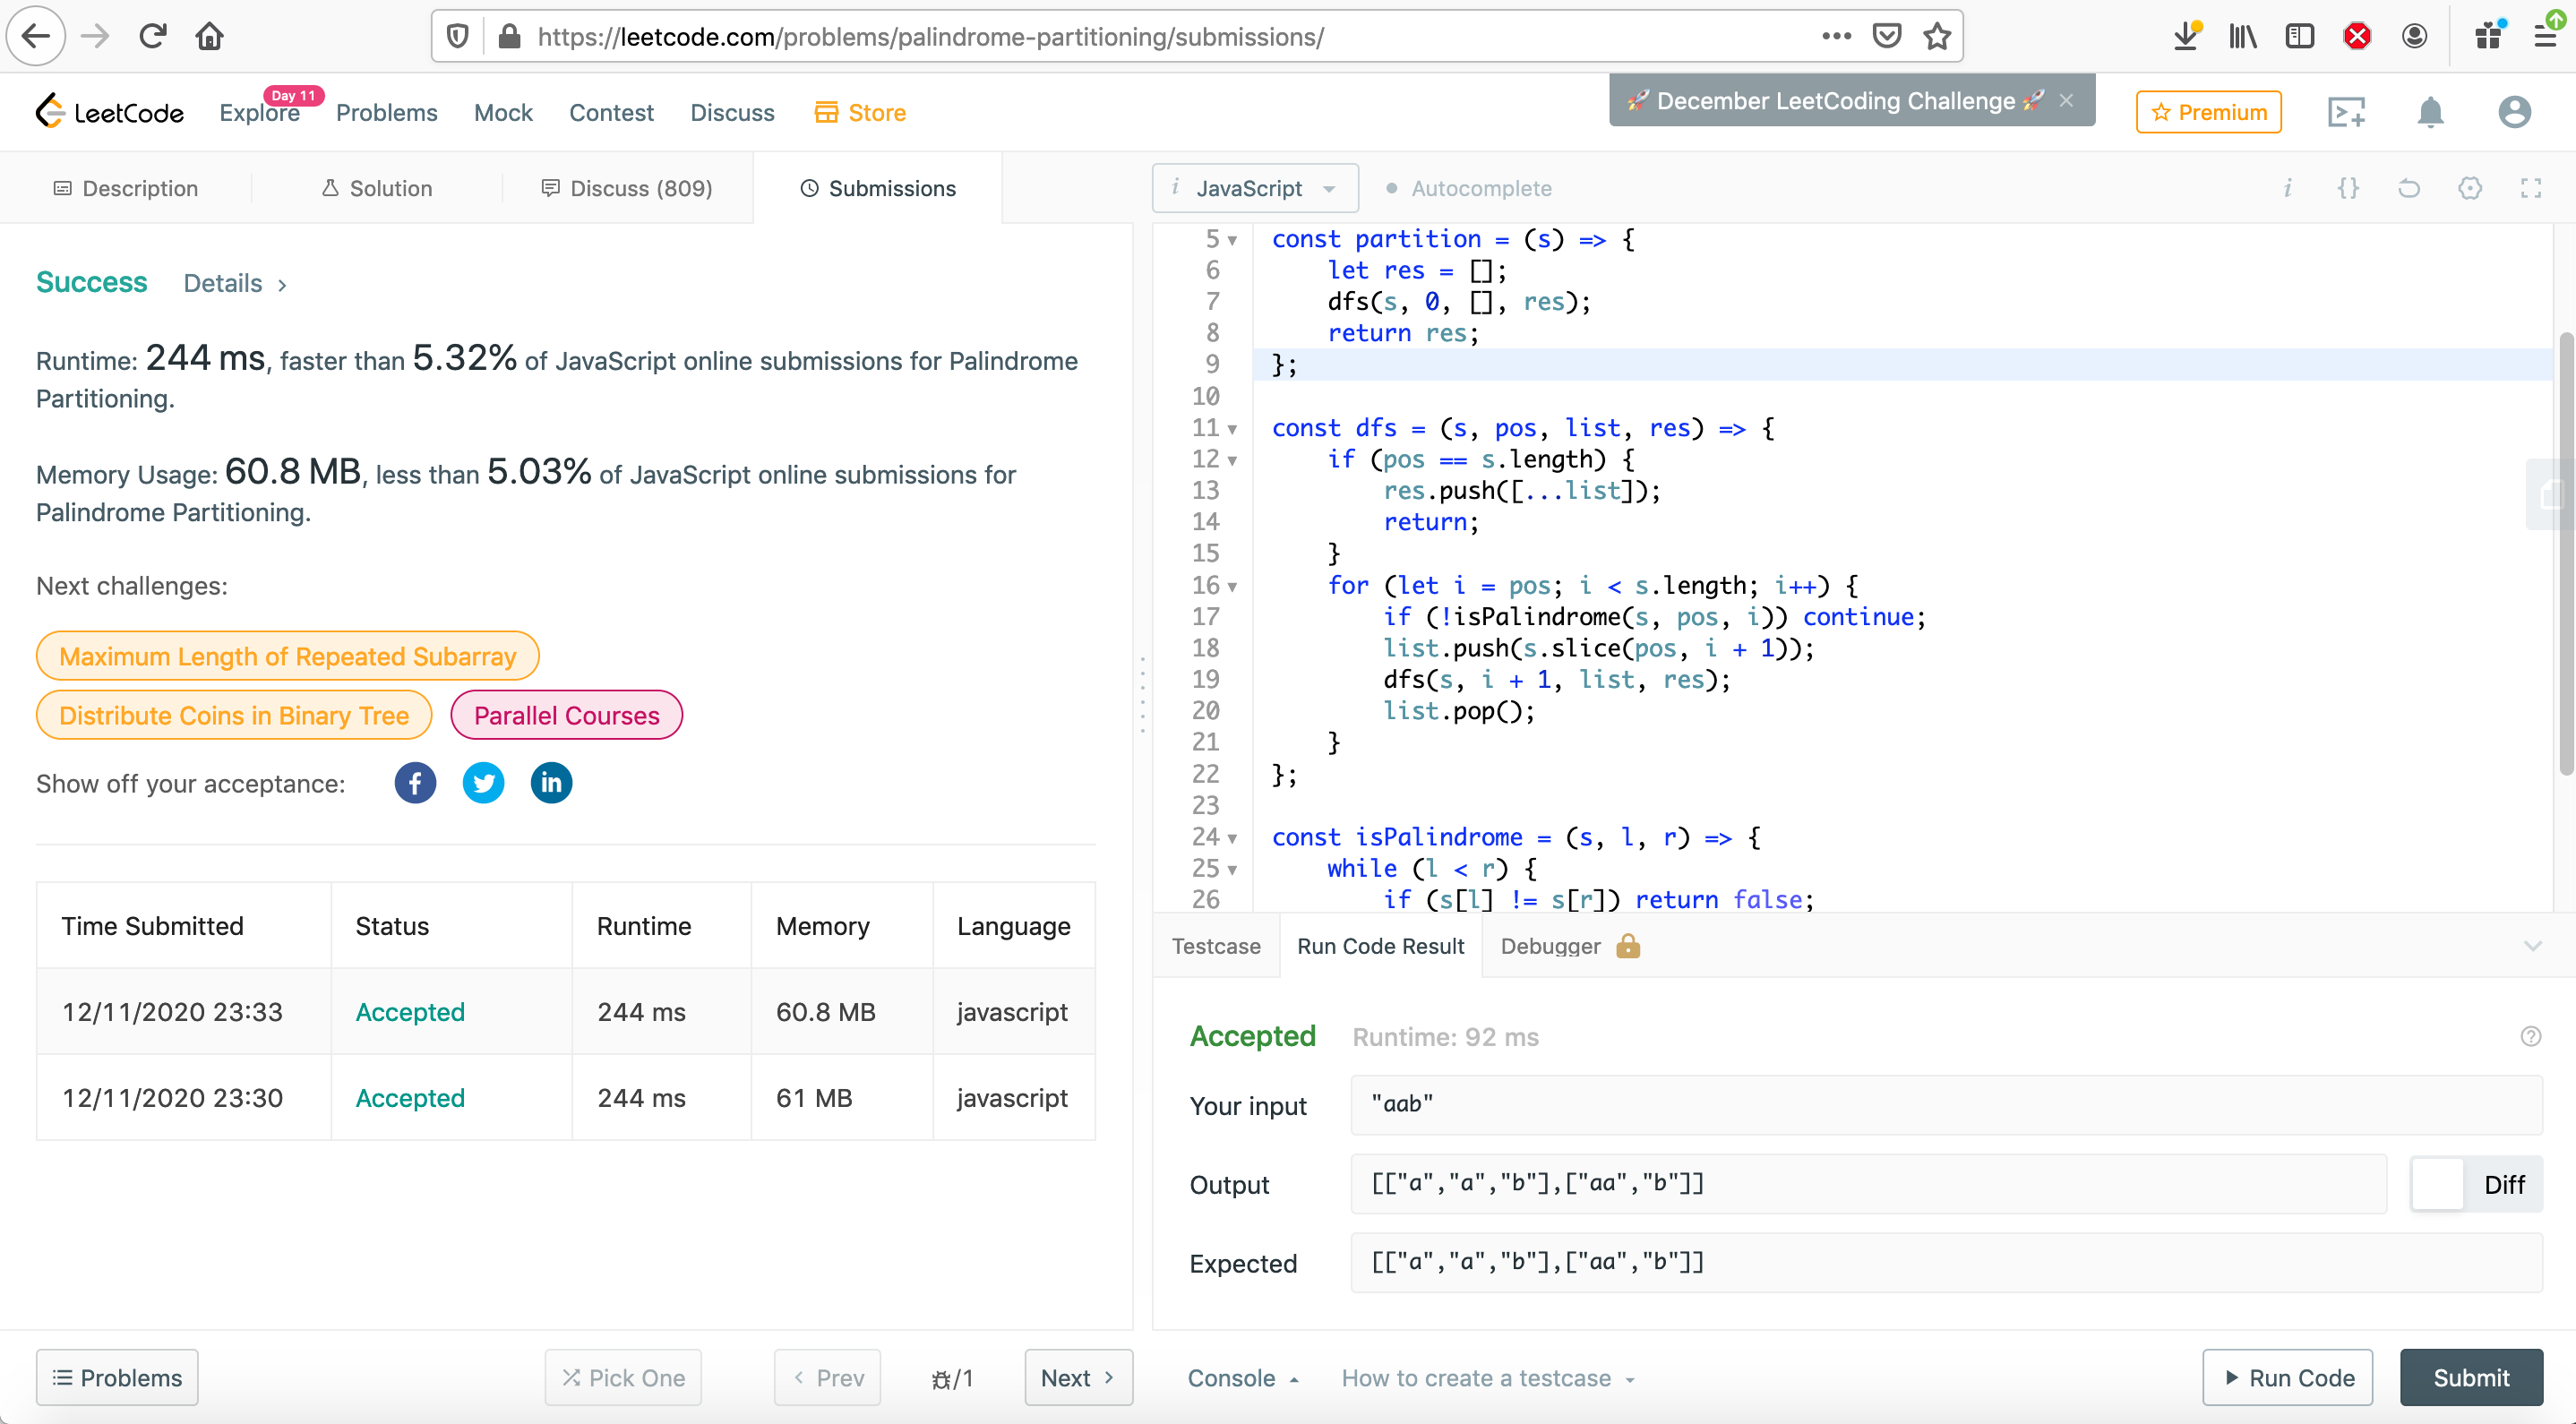 https://leetcode.com/problems/palindrome-partitioning/submissions/
LeetCode
Explore
Day 11
Problems
Mock
Contest
Discuss
Store
🚀 December LeetCoding Challenge 🚀 ×
Premium
Description
Solution
Discuss (809)
Submissions
i JavaScript
Autocomplete
Success
Details >
Runtime: 244 ms, faster than 5.32% of JavaScript online submissions for Palindrome
Partitioning.
Memory Usage: 60.8 MB, less than 5.03% of JavaScript online submissions for
Palindrome Partitioning.
Next challenges:
Maximum Length of Repeated Subarray
Distribute Coins in Binary Tree
Parallel Courses
Show off your acceptance:
Time Submitted Status Runtime Memory Language
12/11/2020 23:33 Accepted 244 ms 60.8 MB javascript
12/11/2020 23:30 Accepted 244 ms 61 MB javascript
5 const partition = (s) => {
6 let res = [];
7 dfs(s, 0, [], res);
8 return res;
9 };
10
11 const dfs = (s, pos, list, res) => {
12 if (pos == s.length) {
13 res.push([...list]);
14 return;
15 }
16 for (let i = pos; i < s.length; i++) {
17 if (!isPalindrome(s, pos, i)) continue;
18 list.push(s.slice(pos, i + 1));
19 dfs(s, i + 1, list, res);
20 list.pop();
21 }
22 };
23
24 const isPalindrome = (s, l, r) => {
25 while (l < r) {
26 if (s[l] != s[r]) return false;
Testcase
Run Code Result
Debugger
Accepted
Runtime: 92 ms
Your input
"aab"
Output
[["a","a","b"],["aa","b"]]
Diff
Expected
[["a","a","b"],["aa","b"]]
Problems
Pick One
< Prev
/1
Next >
Console
How to create a testcase
Run Code
Submit